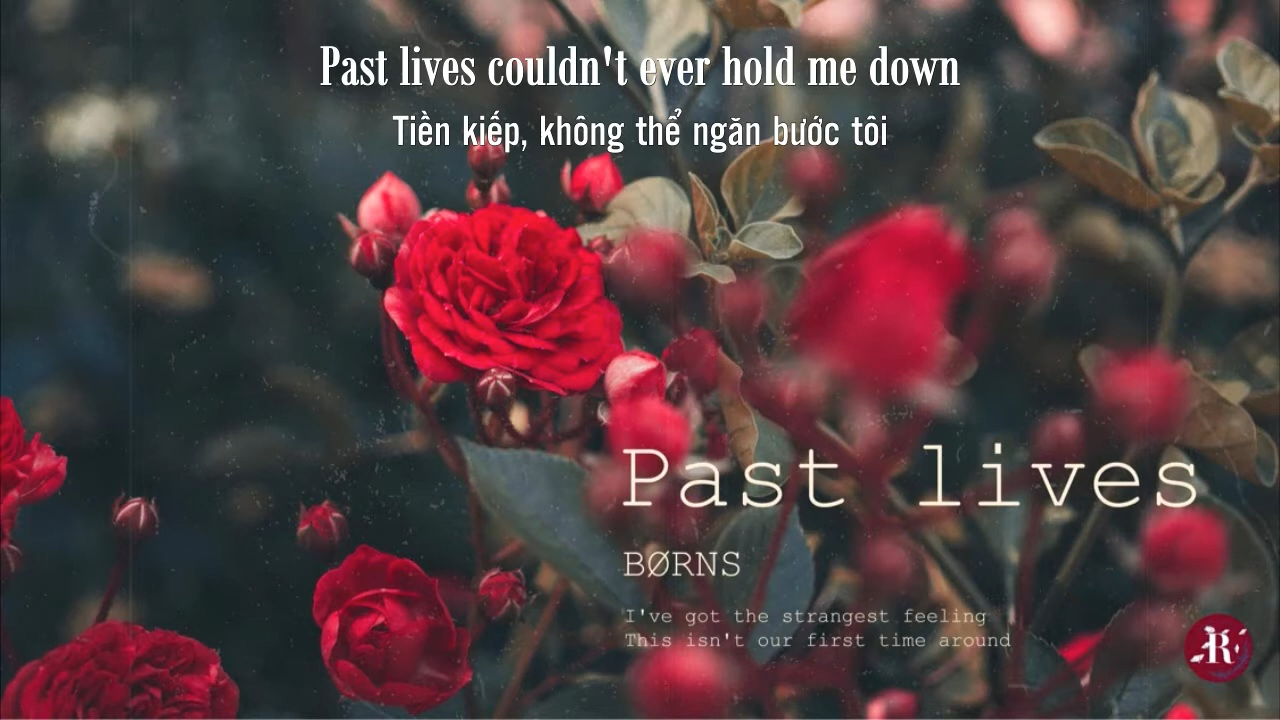 Past lives couldn't ever hold me down
Tiền kiếp, không thể ngăn bước tôi
Past lives
BØRNS
I've got the strangest feeling
This isn't our first time around
R